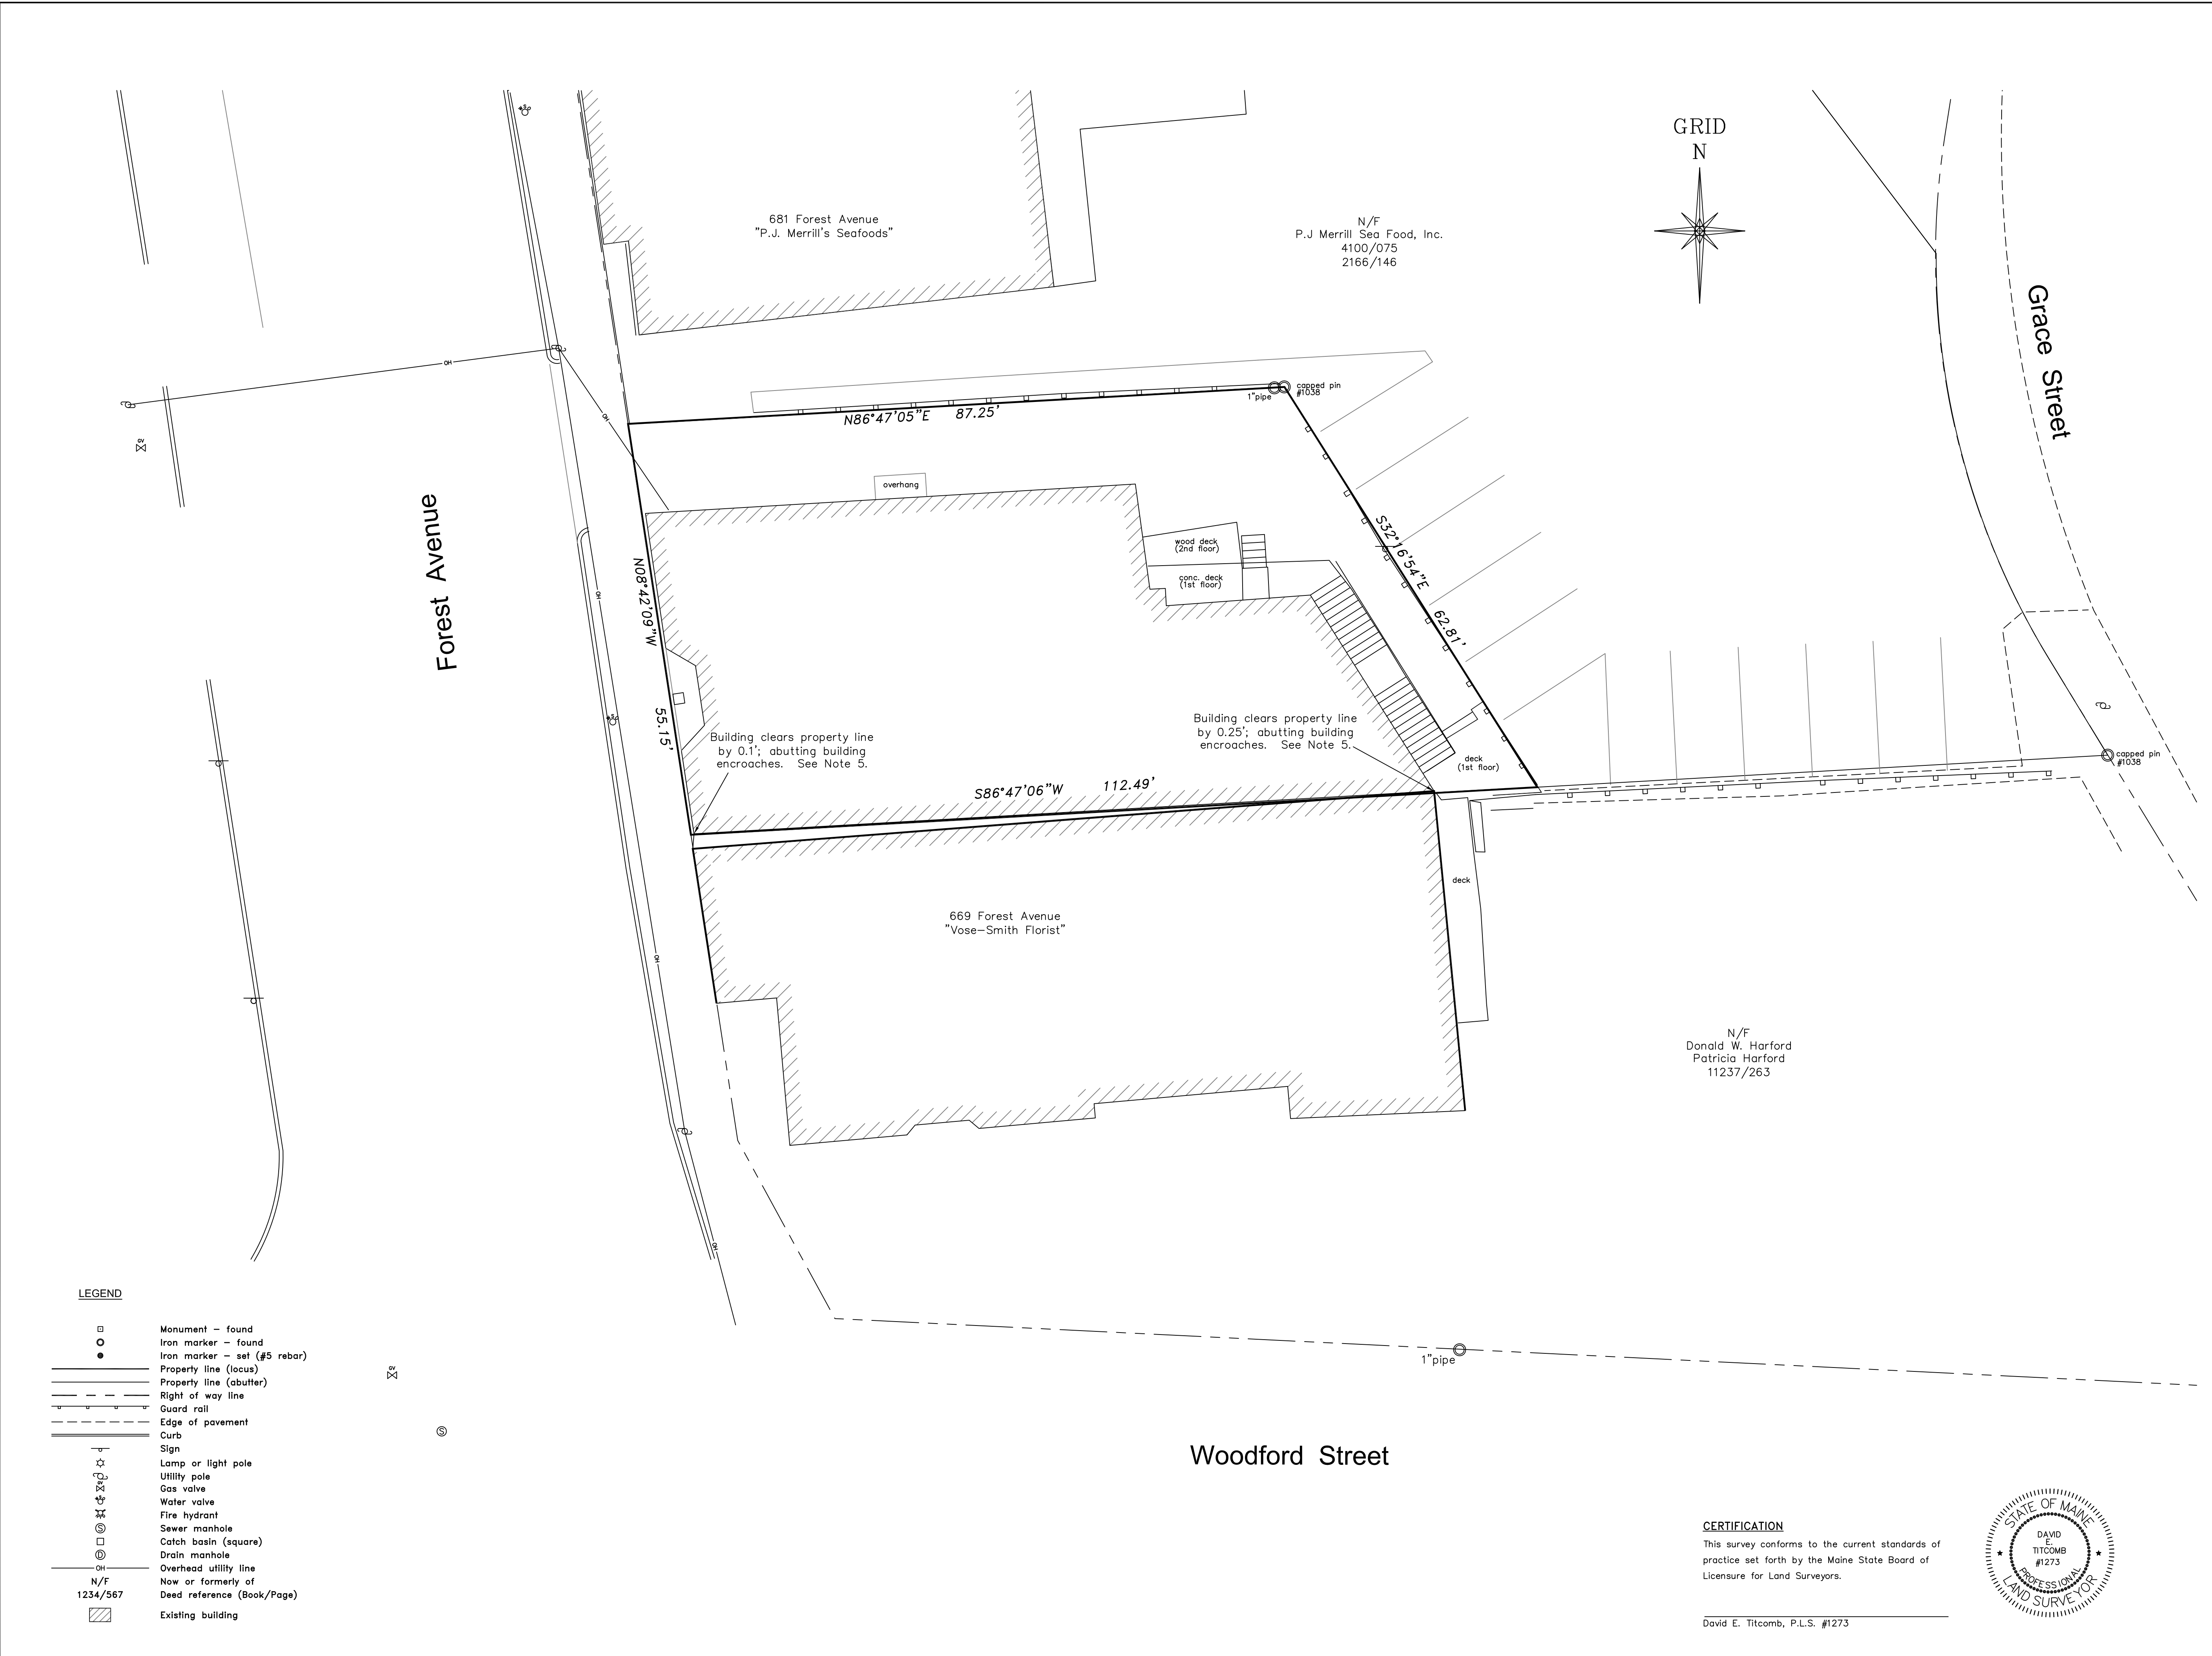 681 Forest Avenue
"P.J. Merrill's Seafoods"
N/F
P.J Merrill Sea Food, Inc.
4100/075
2166/146
GRID
N
Grace Street
OH
GV
OH
capped pin
#1038
1"pipe
N86°47'05"E 87.25'
overhang
Forest Avenue
wood deck
(2nd floor)
conc. deck
(1st floor)
S32°16'54"E 62.81'
N08°42'09"W 55.15'
OH
Building clears property line
by 0.1'; abutting building
encroaches. See Note 5.
Building clears property line
by 0.25'; abutting building
encroaches. See Note 5.
deck
(1st floor)
capped pin
#1038
S86°47'06"W 112.49'
deck
669 Forest Avenue
"Vose-Smith Florist"
OH
N/F
Donald W. Harford
Patricia Harford
11237/263
OH
1"pipe
GV
S
Woodford Street
LEGEND
Monument - found
Iron marker - found
Iron marker - set (#5 rebar)
Property line (locus)
Property line (abutter)
Right of way line
Guard rail
Edge of pavement
Curb
Sign
Lamp or light pole
Utility pole
GV
Gas valve
Water valve
Fire hydrant
S Sewer manhole
Catch basin (square)
D Drain manhole
OH Overhead utility line
N/F Now or formerly of
1234/567 Deed reference (Book/Page)
Existing building
CERTIFICATION
This survey conforms to the current standards of
practice set forth by the Maine State Board of
Licensure for Land Surveyors.
David E. Titcomb, P.L.S. #1273
STATE OF MAINE
DAVID
E.
TITCOMB
#1273
PROFESSIONAL
LAND SURVEYOR